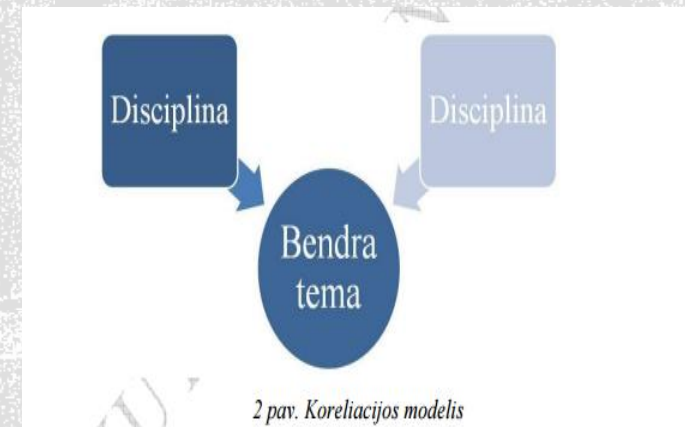 Disciplina
Disciplina
Bendra
tema
2 pav. Koreliacijos modelis